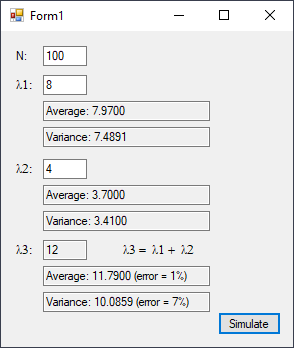 Form1
N: 100
λ1: 8
Average: 7.9700
Variance: 7.4891
λ2: 4
Average: 3.7000
Variance: 3.4100
λ3: 12 λ3 = λ1 + λ2
Average: 11.7900 (error = 1%)
Variance: 10.0859 (error = 7%)
Simulate